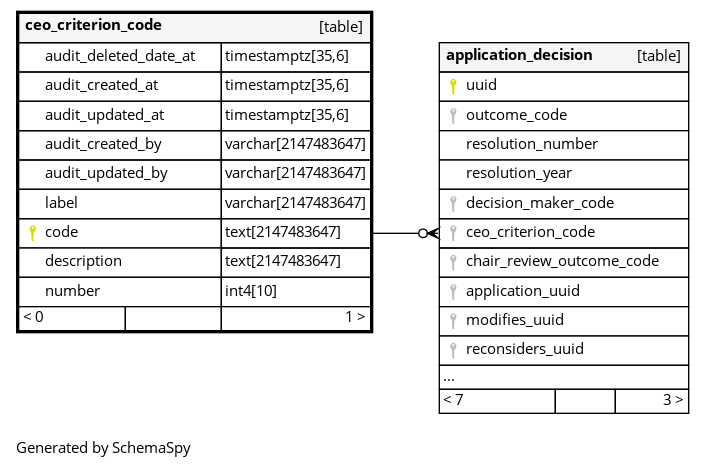 ceo_criterion_code [table]
audit_deleted_date_at timestamptz[35,6]
audit_created_at timestamptz[35,6]
audit_updated_at timestamptz[35,6]
audit_created_by varchar[2147483647]
audit_updated_by varchar[2147483647]
label varchar[2147483647]
code text[2147483647]
description text[2147483647]
number int4[10]
< 0 1 >
application_decision [table]
uuid
outcome_code
resolution_number
resolution_year
decision_maker_code
ceo_criterion_code
chair_review_outcome_code
application_uuid
modifies_uuid
reconsiders_uuid
...
< 7 3 >
Generated by SchemaSpy